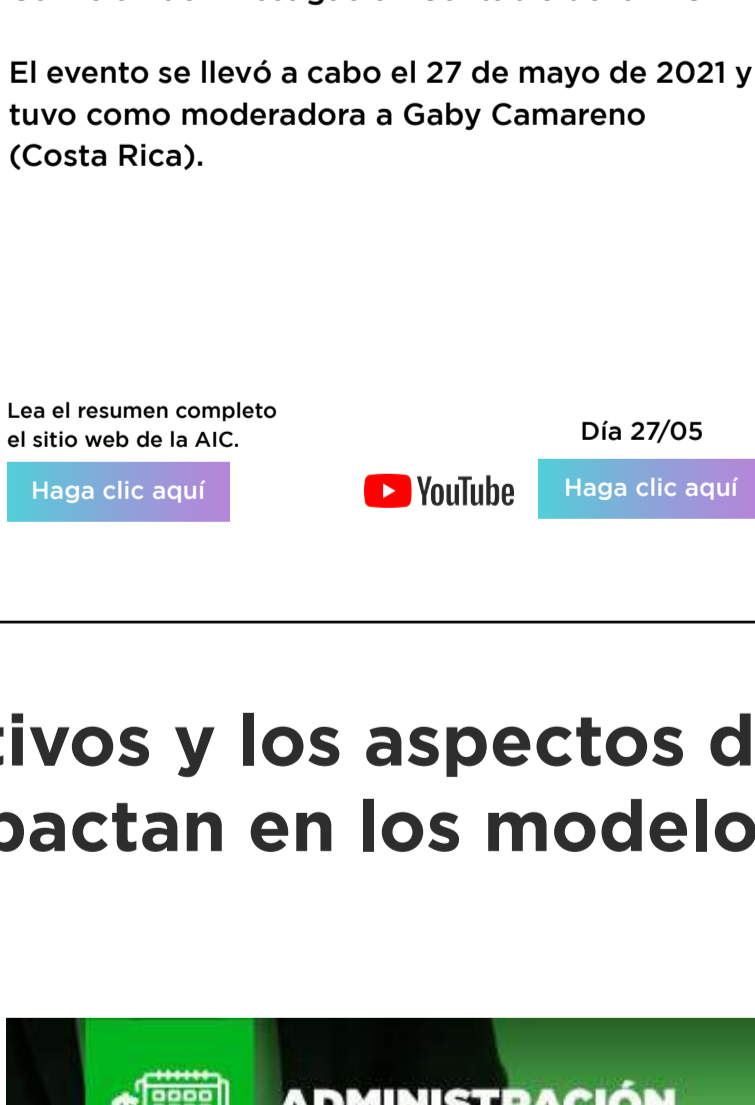 El evento se llevó a cabo el 27 de mayo de 2021 y
tuvo como moderadora a Gaby Camareno
(Costa Rica).
Lea el resumen completo
el sitio web de la AIC.
Haga clic aquí
YouTube
Día 27/05
Haga clic aquí
tivos y los aspectos d
pactan en los modelo
ADMINISTRACIÓN